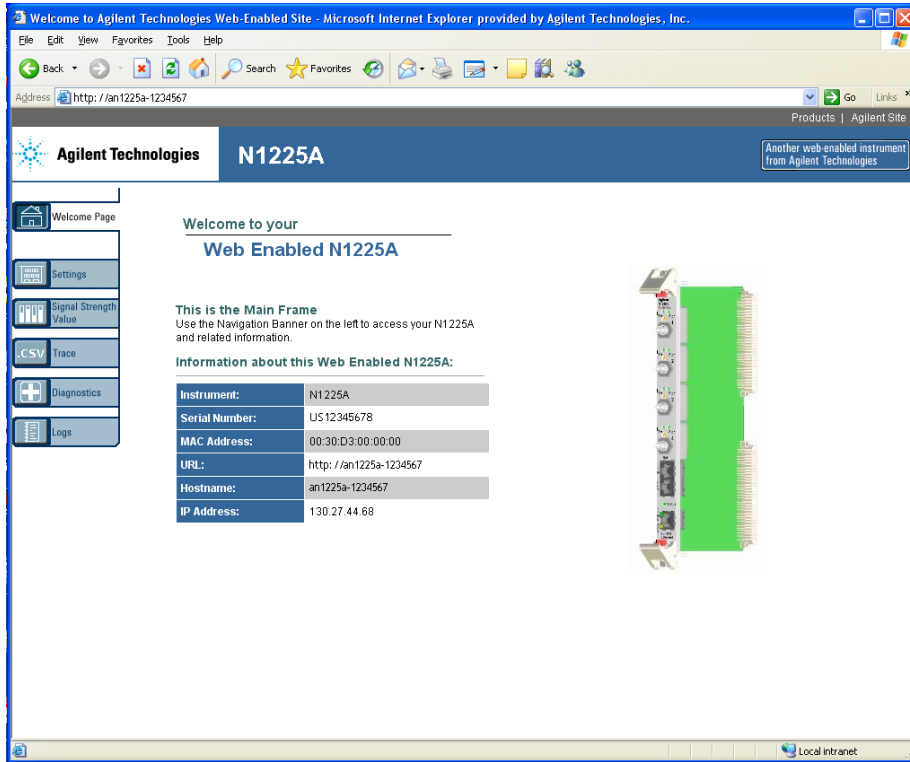 Welcome to Agilent Technologies Web-Enabled Site - Microsoft Internet Explorer provided by Agilent Technologies, Inc.
File Edit View Favorites Tools Help
Back Search Favorites
Address http://an1225a-1234567 Go Links »
Products | Agilent Site
Agilent Technologies N1225A
Another web-enabled instrument
from Agilent Technologies
Welcome Page
Settings
Signal Strength
Value
.CSV Trace
Diagnostics
Logs
Welcome to your
Web Enabled N1225A
This is the Main Frame
Use the Navigation Banner on the left to access your N1225A
and related information.
Information about this Web Enabled N1225A:
Instrument: N1225A
Serial Number: US12345678
MAC Address: 00:30:D3:00:00:00
URL: http://an1225a-1234567
Hostname: an1225a-1234567
IP Address: 130.27.44.68
Local intranet